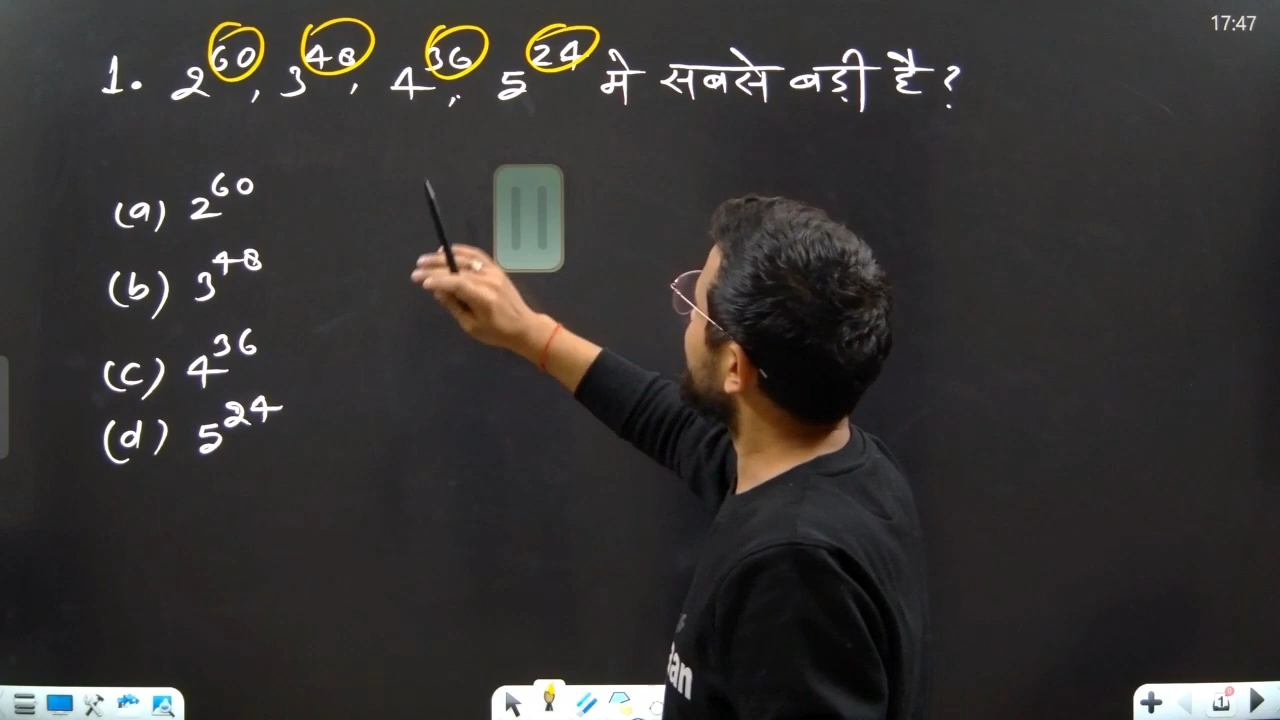 17:47
1. 2^60, 3^48, 4^36, 5^24 मे सबसे बड़ी है?
(a) 2^60
(b) 3^48
(c) 4^36
(d) 5^24
1